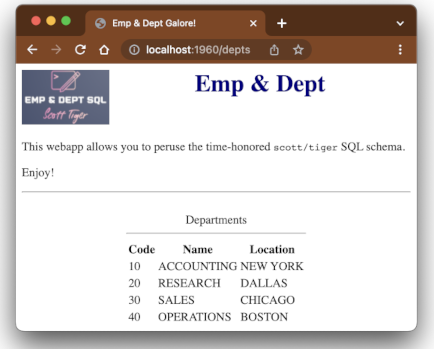 Emp & Dept Galore!
localhost:1960/depts
EMP & DEPT SQL
Scott Tiger
Emp & Dept
This webapp allows you to peruse the time-honored scott/tiger SQL schema.
Enjoy!
Departments
Code Name Location
10 ACCOUNTING NEW YORK
20 RESEARCH DALLAS
30 SALES CHICAGO
40 OPERATIONS BOSTON